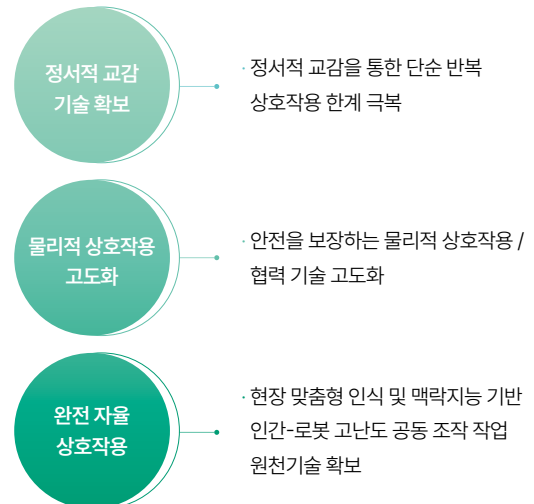 정서적 교감
기술 확보
· 정서적 교감을 통한 단순 반복
상호작용 한계 극복
물리적 상호작용
고도화
· 안전을 보장하는 물리적 상호작용 /
협력 기술 고도화
완전 자율
상호작용
· 현장 맞춤형 인식 및 맥락지능 기반
인간-로봇 고난도 공동 조작 작업
원천기술 확보